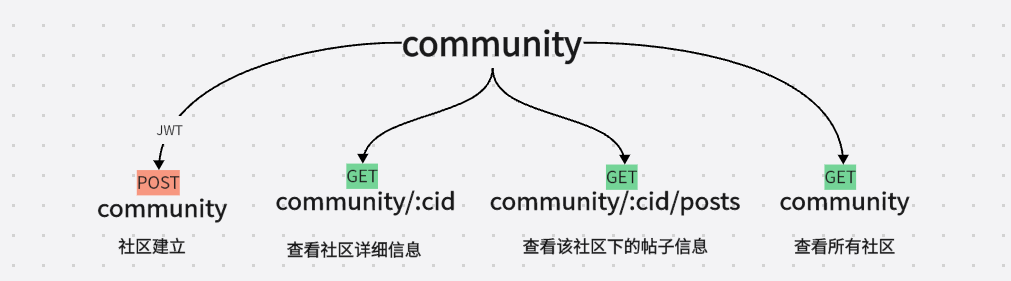 community
JWT
POST
community
社区建立
GET
community/:cid
查看社区详细信息
GET
community/:cid/posts
查看该社区下的帖子信息
GET
community
查看所有社区